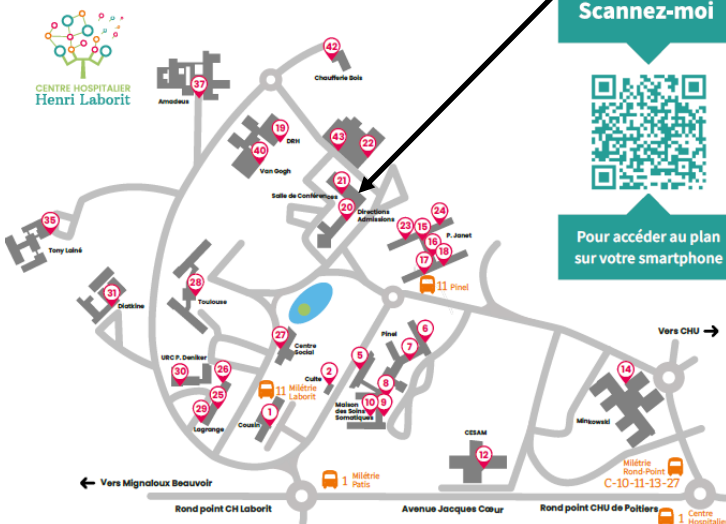 Scannez-moi
CENTRE HOSPITALIER
Henri Laborit
42
Chaufferie Bois
37
Amadeus
19
DRH
43
22
40
Van Gogh
21
Salle de Conférences
20
Directions
Admissions
24
23
15
P. Janet
16
18
17
11 Pinel
Pour accéder au plan
sur votre smartphone
35
Tony Lainé
31
Diatkine
28
Toulouse
27
Centre
Social
Vers CHU
6
Pinel
7
5
URC P. Deniker
30
26
25
29
Lagrange
11 Milétrie
Laborit
1
Cousin
2
Culte
8
10
9
Maison
des Soins
Somatiques
14
Minkowski
CESAM
12
Milétrie
Rond-Point
C-10-11-13-27
Vers Mignaloux Beauvoir
1 Milétrie
Patis
Rond point CH Laborit
Avenue Jacques Cœur
Rond point CHU de Poitiers
1 Centre
Hospitalie